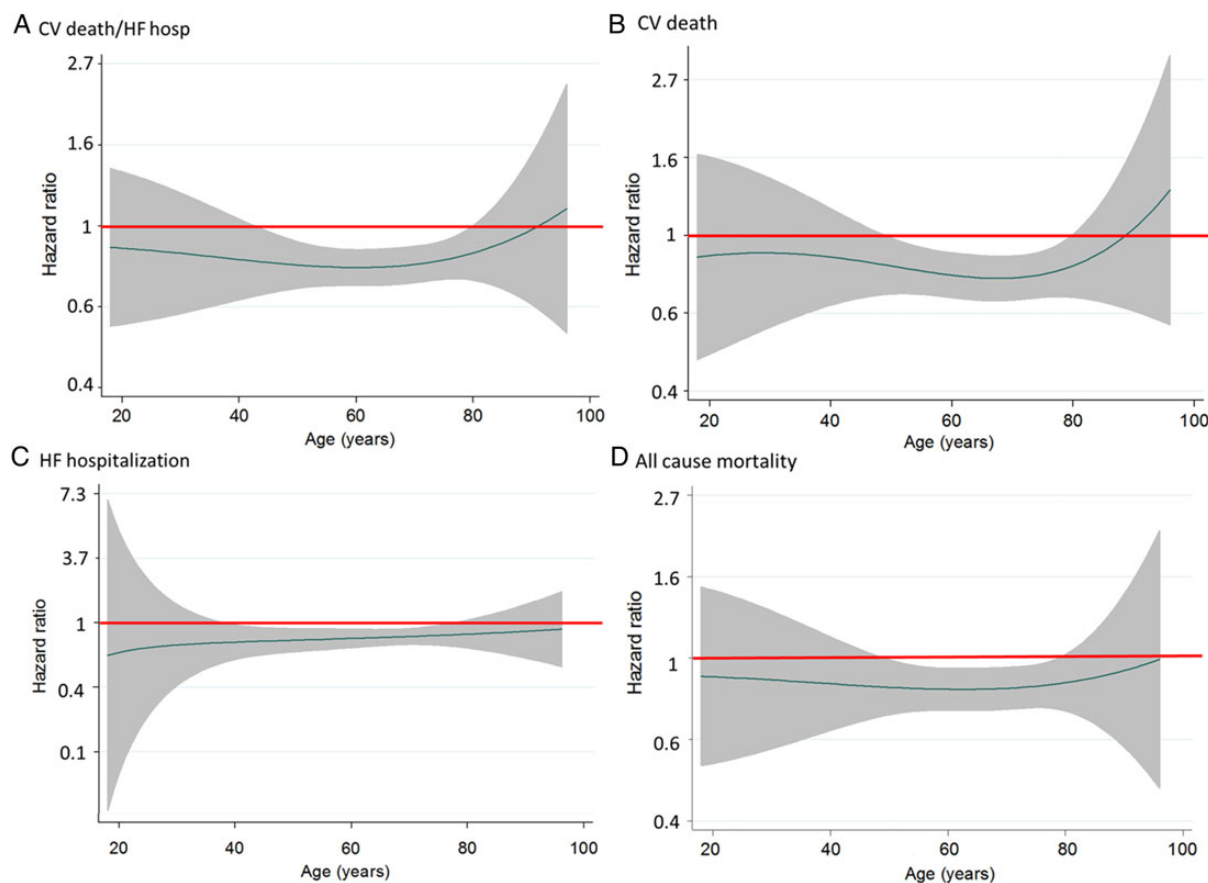 A CV death/HF hosp
2.7
1.6
1
0.6
0.4
Hazard ratio
20 40 60 80 100
Age (years)
B CV death
2.7
1.6
1
0.6
0.4
Hazard ratio
20 40 60 80 100
Age (years)
C HF hospitalization
7.3
3.7
1
0.4
0.1
Hazard ratio
20 40 60 80 100
Age (years)
D All cause mortality
2.7
1.6
1
0.6
0.4
Hazard ratio
20 40 60 80 100
Age (years)